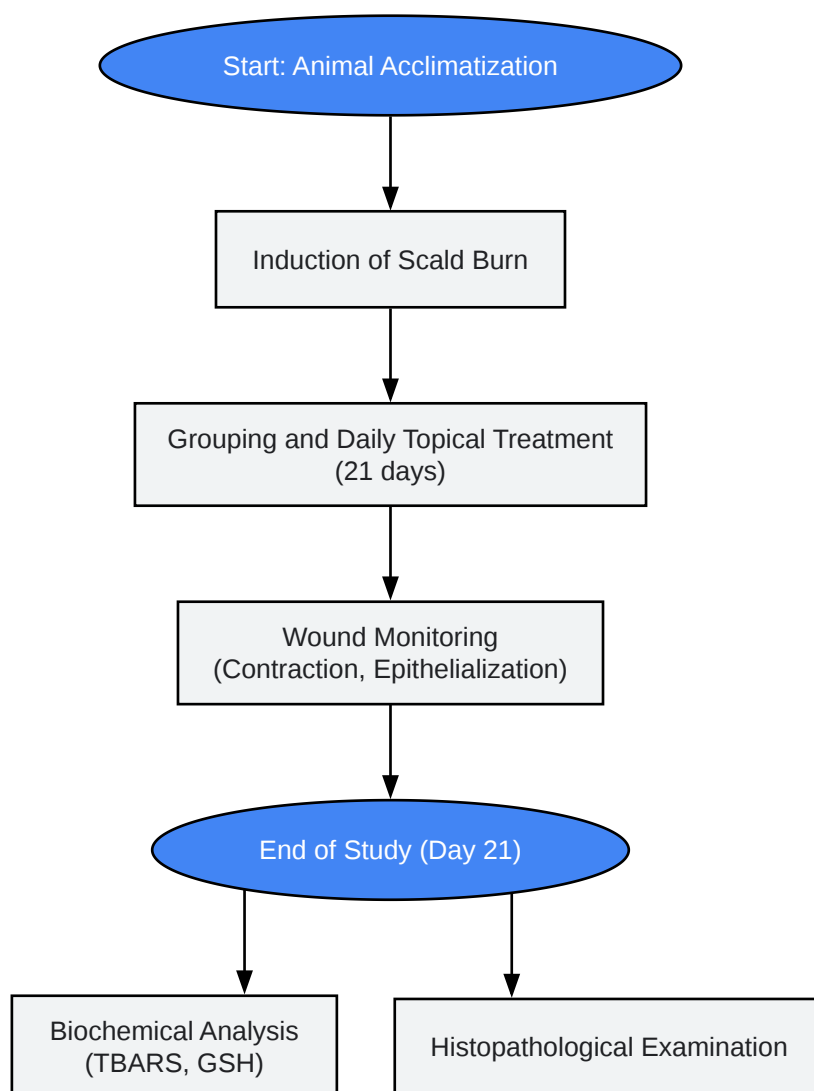 Start: Animal Acclimatization
Induction of Scald Burn
Grouping and Daily Topical Treatment
(21 days)
Wound Monitoring
(Contraction, Epithelialization)
End of Study (Day 21)
Biochemical Analysis
(TBARS, GSH)
Histopathological Examination